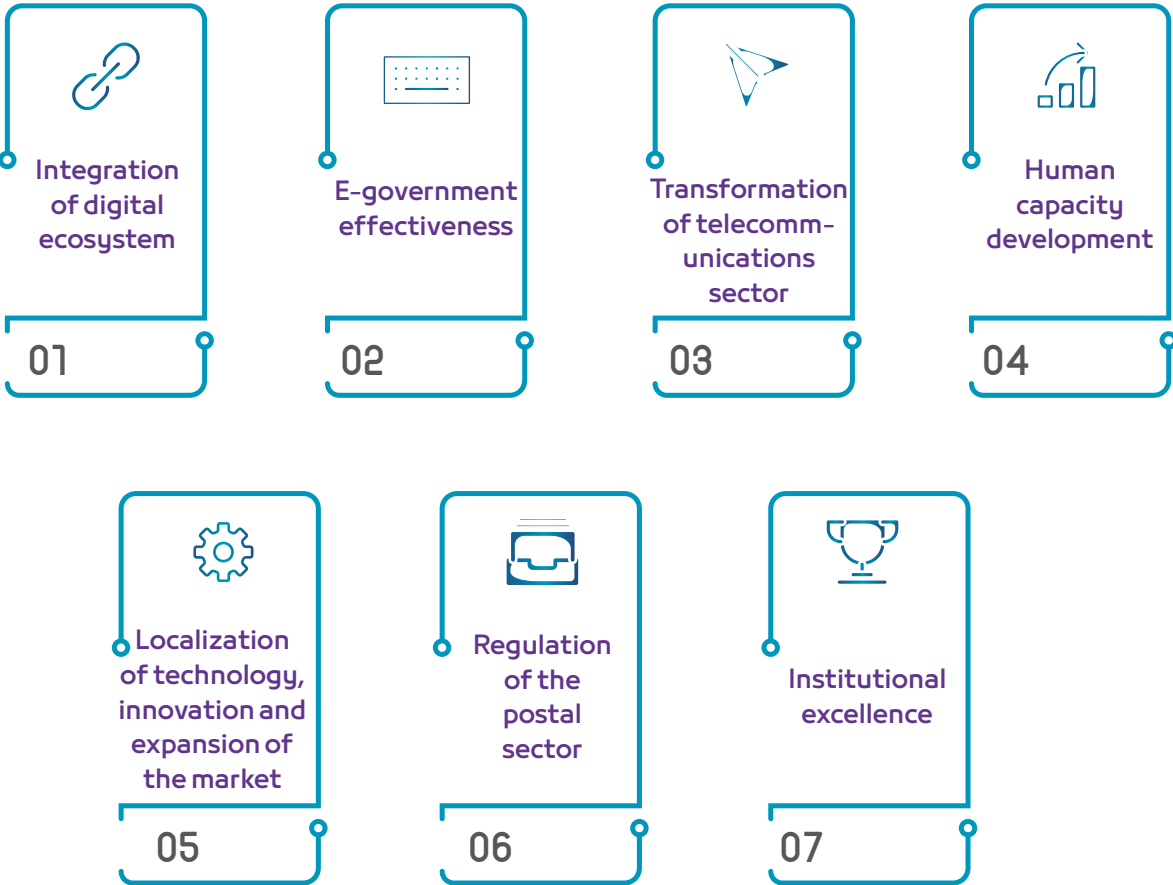 Integration
of digital
ecosystem
01
E-government
effectiveness
02
Transformation
of telecomm-
unications
sector
03
Human
capacity
development
04
Localization
of technology,
innovation and
expansion of
the market
05
Regulation
of the
postal
sector
06
Institutional
excellence
07